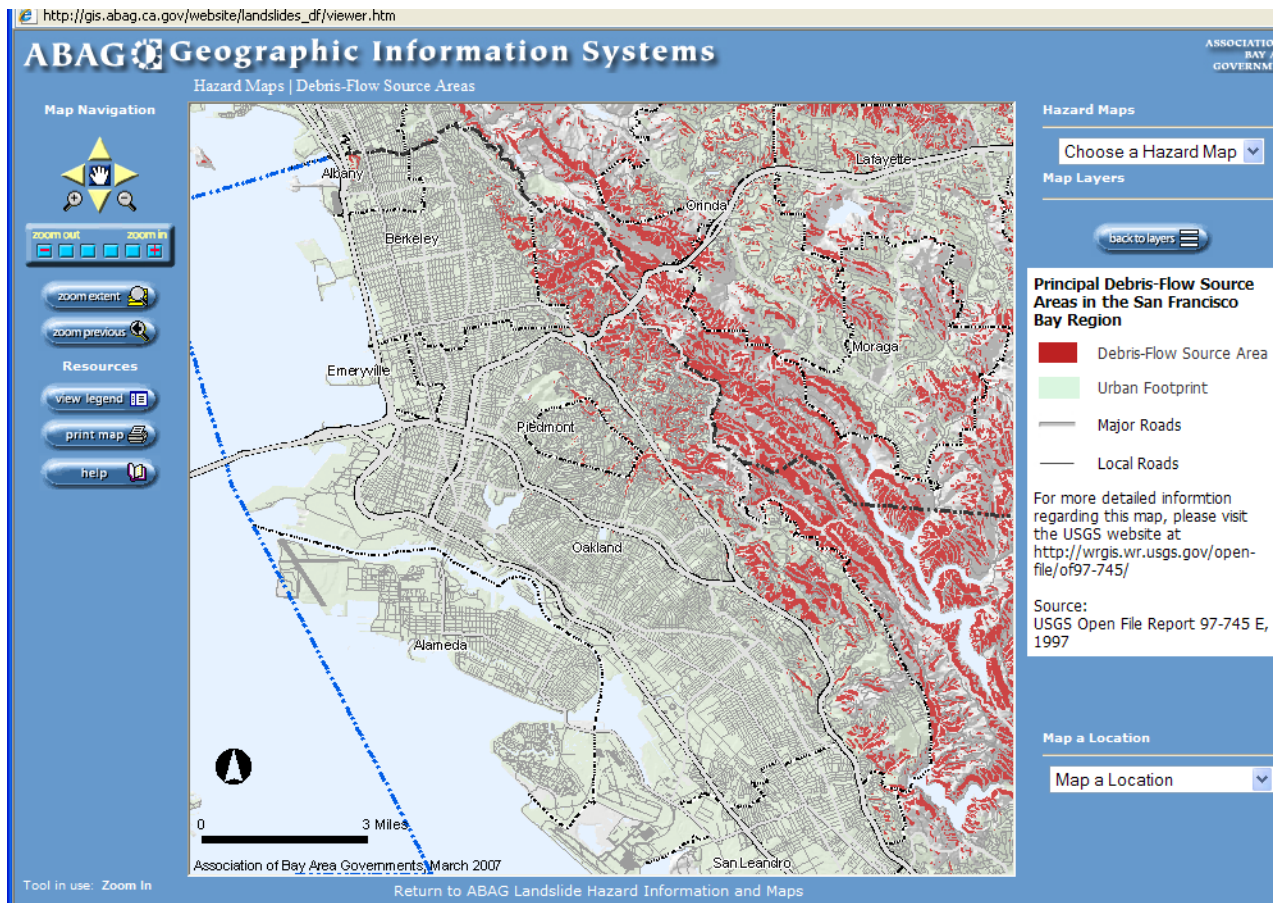 http://gis.abag.ca.gov/website/landslides_df/viewer.htm
ABAG Geographic Information Systems
ASSOCIATIO
BAY A
GOVERNM
Hazard Maps | Debris-Flow Source Areas
Map Navigation
zoom out zoom in
zoom extent
zoom previous
Resources
view legend
print map
help
Tool in use: Zoom In
Albany
Berkeley
Emeryville
Piedmont
Oakland
Alameda
San Leandro
Orinda
Lafayette
Moraga
0 3 Miles
Association of Bay Area Governments, March 2007
Return to ABAG Landslide Hazard Information and Maps
Hazard Maps
Choose a Hazard Map
Map Layers
back to layers
Principal Debris-Flow Source
Areas in the San Francisco
Bay Region
Debris-Flow Source Area
Urban Footprint
Major Roads
Local Roads
For more detailed informtion
regarding this map, please visit
the USGS website at
http://wrgis.wr.usgs.gov/open-
file/of97-745/
Source:
USGS Open File Report 97-745 E,
1997
Map a Location
Map a Location